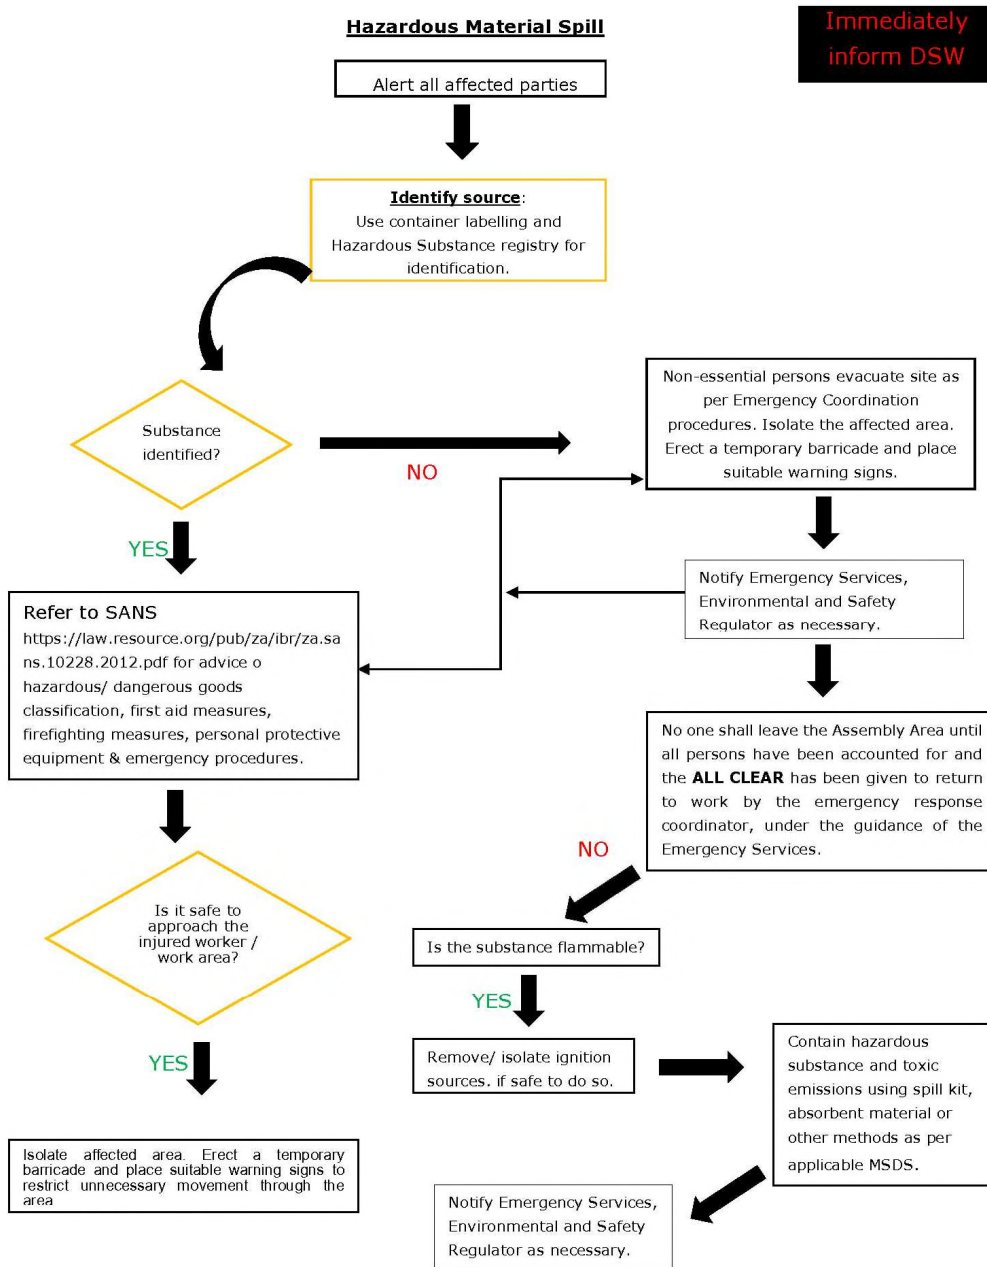 Hazardous Material Spill
Immediately
inform DSW
Alert all affected parties
Identify source:
Use container labelling and
Hazardous Substance registry for
identification.
Substance
identified?
NO
YES
Non-essential persons evacuate site as
per Emergency Coordination
procedures. Isolate the affected area.
Erect a temporary barricade and place
suitable warning signs.
Notify Emergency Services,
Environmental and Safety
Regulator as necessary.
Refer to SANS
https://law.resource.org/pub/za/ibr/za.sa
ns.10228.2012.pdf for advice o
hazardous/ dangerous goods
classification, first aid measures,
firefighting measures, personal protective
equipment & emergency procedures.
No one shall leave the Assembly Area until
all persons have been accounted for and
the ALL CLEAR has been given to return
to work by the emergency response
coordinator, under the guidance of the
Emergency Services.
NO
Is it safe to
approach the
injured worker /
work area?
Is the substance flammable?
YES
YES
Remove/ isolate ignition
sources. if safe to do so.
Contain hazardous
substance and toxic
emissions using spill kit,
absorbent material or
other methods as per
applicable MSDS.
Isolate affected area. Erect a temporary
barricade and place suitable warning signs to
restrict unnecessary movement through the
area
Notify Emergency Services,
Environmental and Safety
Regulator as necessary.